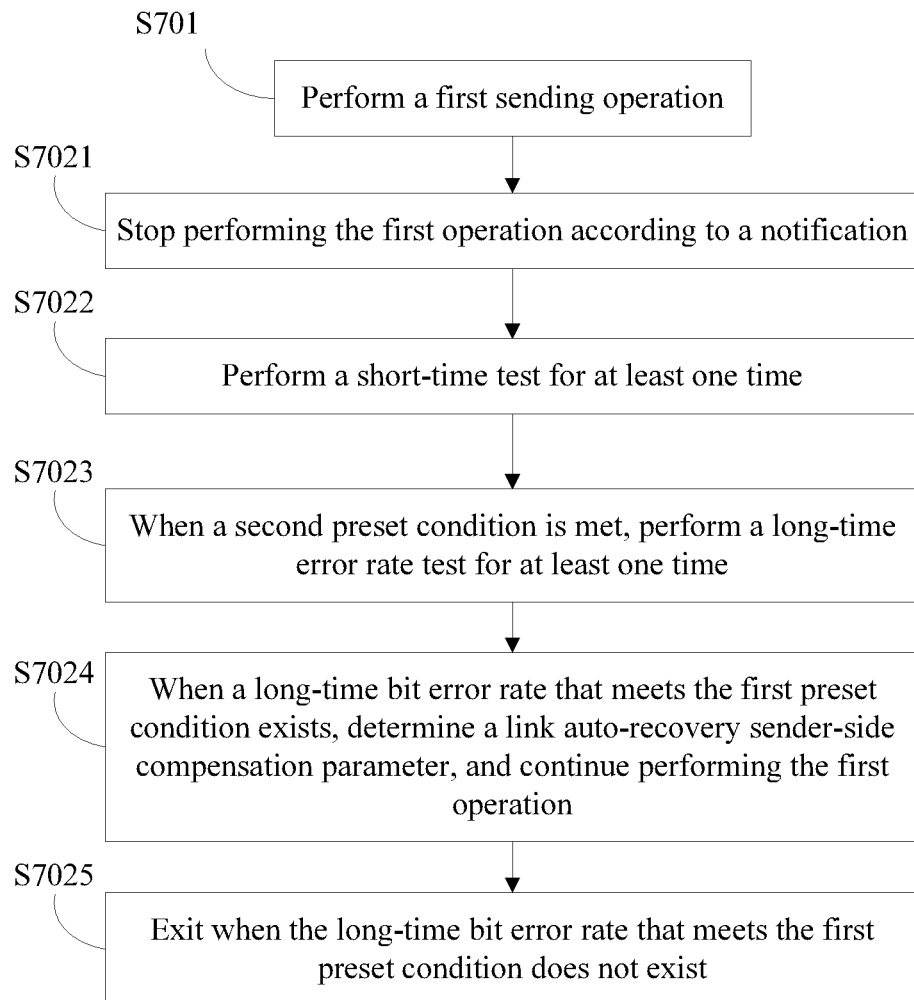 S701
Perform a first sending operation
S7021
Stop performing the first operation according to a notification
S7022
Perform a short-time test for at least one time
S7023
When a second preset condition is met, perform a long-time
error rate test for at least one time
S7024
When a long-time bit error rate that meets the first preset
condition exists, determine a link auto-recovery sender-side
compensation parameter, and continue performing the first
operation
S7025
Exit when the long-time bit error rate that meets the first
preset condition does not exist